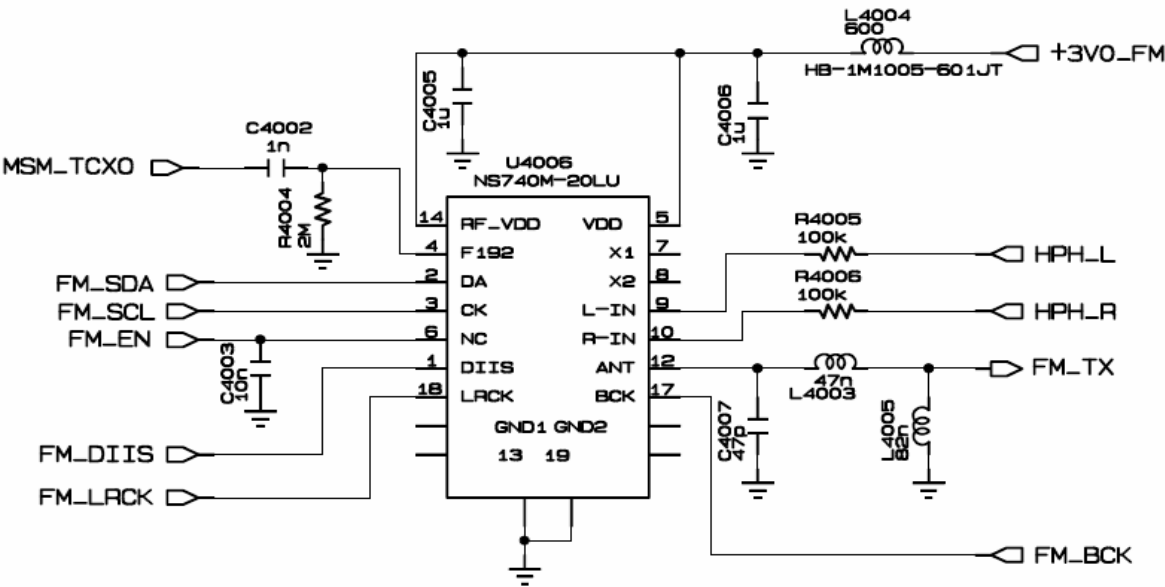 L4004
600
+3V0_FM
HB-1M1005-601JT
C4005
1u
C4006
1u
C4002
1n
MSM_TCXO
R4004
2M
U4006
NS740M-20LU
14 RF_VDD VDD 5
4 F192 X1 7
2 DA X2 8
3 CK L-IN 9
6 NC R-IN 10
1 DIIS ANT 12
18 LRCK BCK 17
GND1 GND2
13 19
R4005
100k
HPH_L
R4006
100k
HPH_R
FM_SDA
FM_SCL
FM_EN
C4003
10n
47n
L4003
FM_TX
C4007
47p
L4005
82n
FM_DIIS
FM_LRCK
FM_BCK